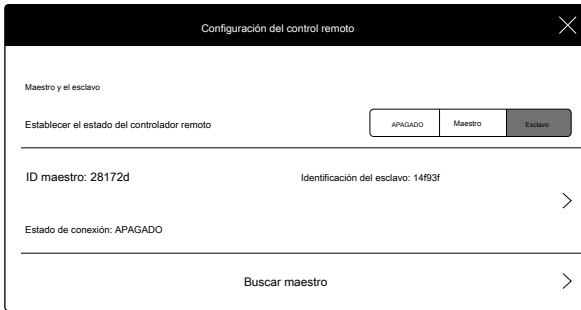 Configuración del control remoto
Maestro y el esclavo
Establecer el estado del controlador remoto
APAGADO
Maestro
Esclavo
ID maestro: 28172d
Identificación del esclavo: 14f93f
Estado de conexión: APAGADO
Buscar maestro